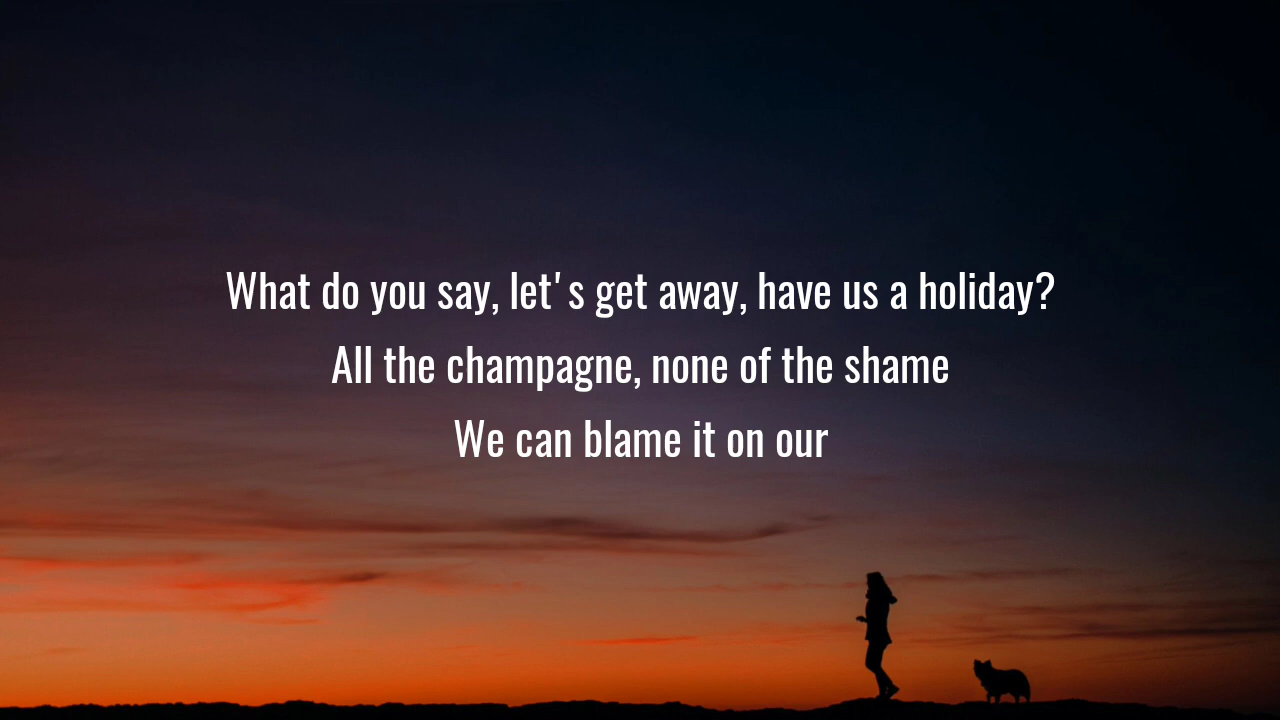 What do you say, let's get away, have us a holiday?
All the champagne, none of the shame
We can blame it on our